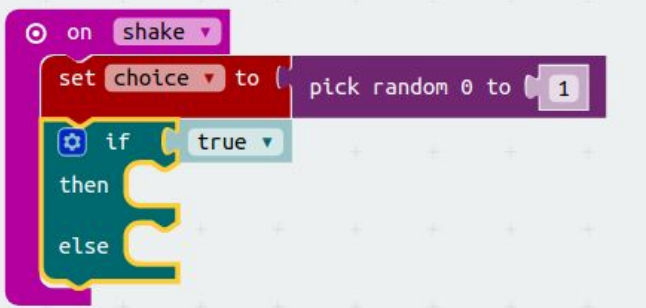 on shake
set choice to pick random 0 to 1
if true
then
else